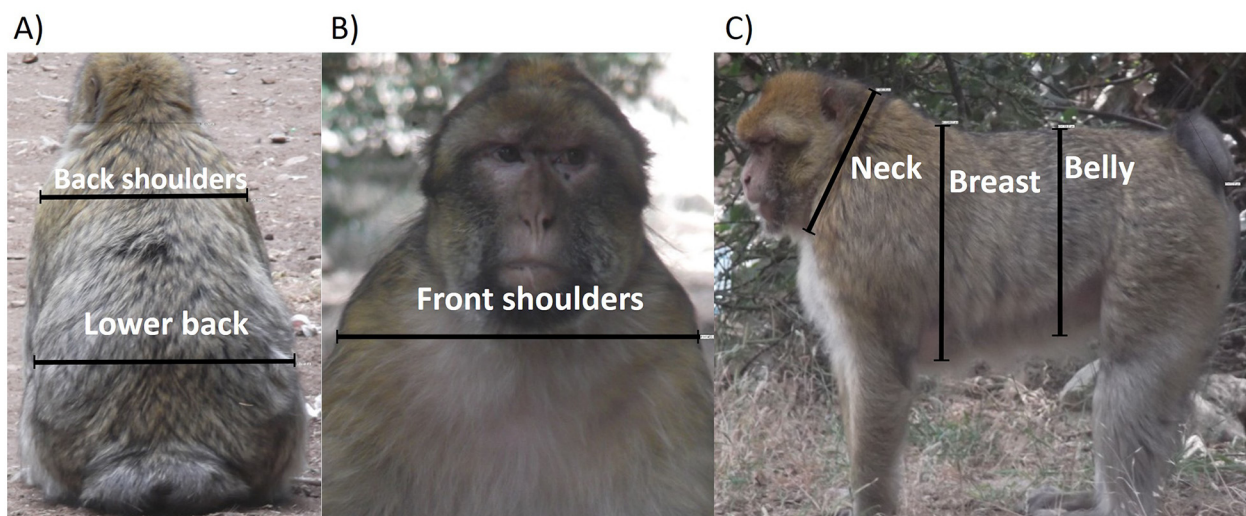 A)
B)
C)
Back shoulders
Lower back
Front shoulders
Neck
Breast
Belly